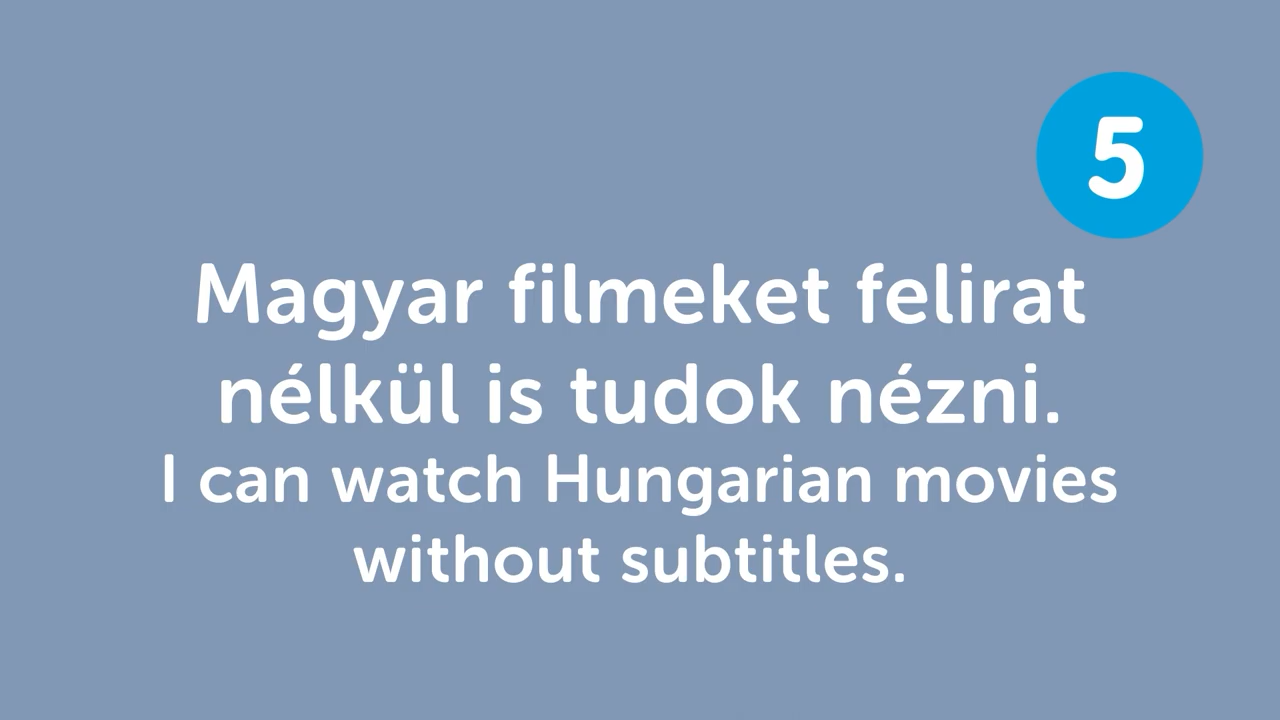 5
Magyar filmeket felirat
nélkül is tudok nézni.
I can watch Hungarian movies
without subtitles.